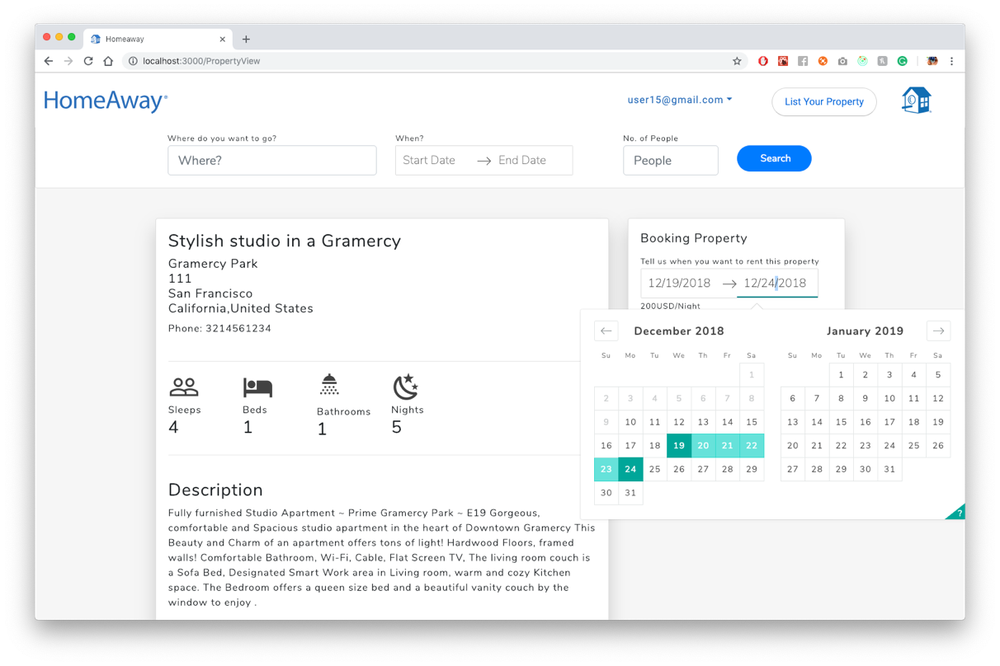 Homeaway
localhost:3000/PropertyView
HomeAway®
user15@gmail.com
List Your Property
Where do you want to go?
Where?
When?
Start Date → End Date
No. of People
People
Search
Stylish studio in a Gramercy
Gramercy Park
111
San Francisco
California,United States
Phone: 3214561234
Sleeps
4
Beds
1
Bathrooms
1
Nights
5
Description
Fully furnished Studio Apartment ~ Prime Gramercy Park ~ E19 Gorgeous,
comfortable and Spacious studio apartment in the heart of Downtown Gramercy This
Beauty and Charm of an apartment offers tons of light! Hardwood Floors, framed
walls! Comfortable Bathroom, Wi-Fi, Cable, Flat Screen TV, The living room couch is
a Sofa Bed, Designated Smart Work area in Living room, warm and cozy Kitchen
space. The Bedroom offers a queen size bed and a beautiful vanity couch by the
window to enjoy .
Booking Property
Tell us when you want to rent this property
12/19/2018 → 12/24/2018
200USD/Night
December 2018
Su Mo Tu We Th Fr Sa
1
2 3 4 5 6 7 8
9 10 11 12 13 14 15
16 17 18 19 20 21 22
23 24 25 26 27 28 29
30 31
January 2019
Su Mo Tu We Th Fr Sa
1 2 3 4 5
6 7 8 9 10 11 12
13 14 15 16 17 18 19
20 21 22 23 24 25 26
27 28 29 30 31
?